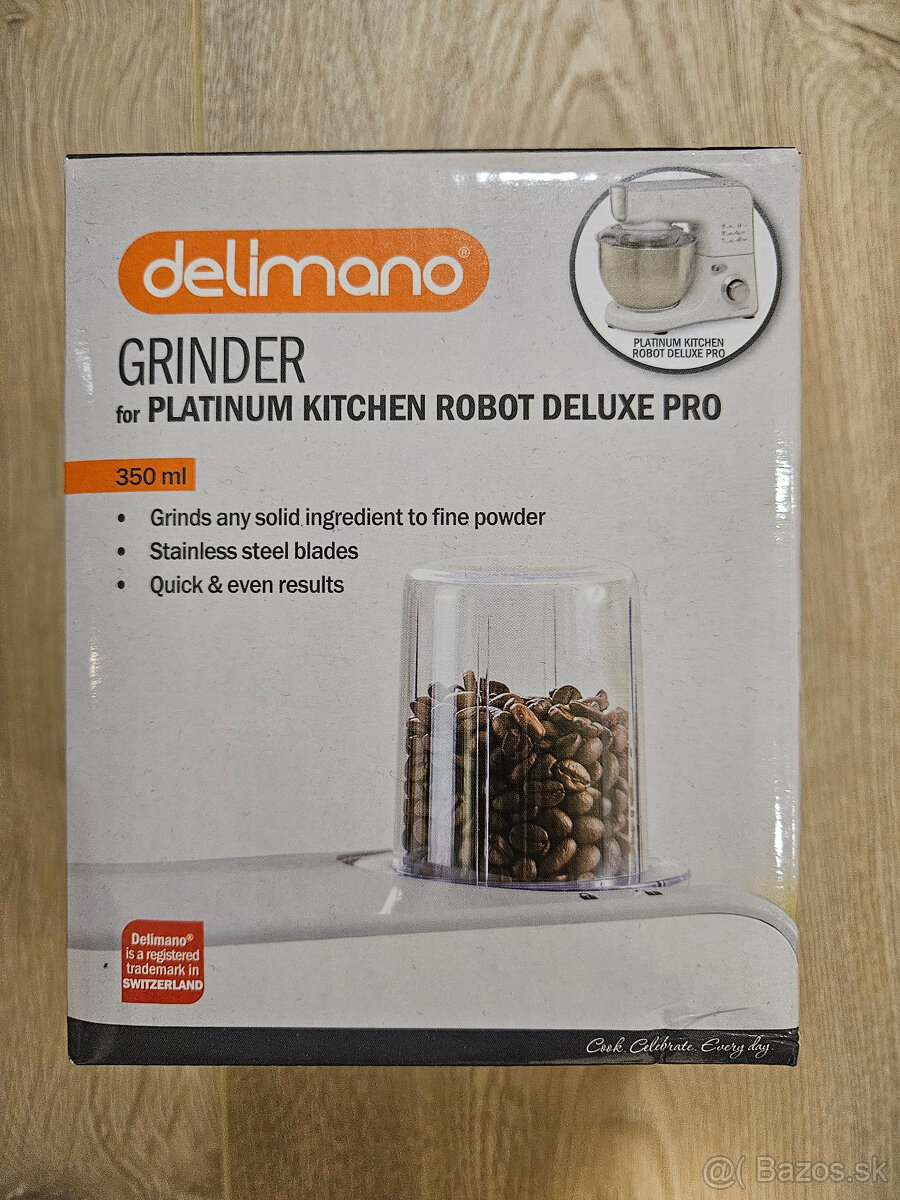 delimano®
GRINDER
for PLATINUM KITCHEN ROBOT DELUXE PRO
PLATINUM KITCHEN
ROBOT DELUXE PRO
350 ml
• Grinds any solid ingredient to fine powder
• Stainless steel blades
• Quick & even results
Delimano®
is a registered
trademark in
SWITZERLAND
Cook. Celebrate. Every day.
@( Bazos.sk